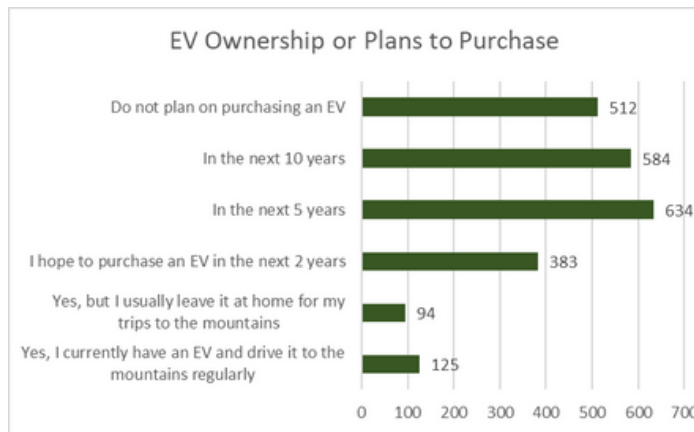 EV Ownership or Plans to Purchase
Do not plan on purchasing an EV
512
In the next 10 years
584
In the next 5 years
634
I hope to purchase an EV in the next 2 years
383
Yes, but I usually leave it at home for my
trips to the mountains
94
Yes, I currently have an EV and drive it to the
mountains regularly
125
0 100 200 300 400 500 600 700